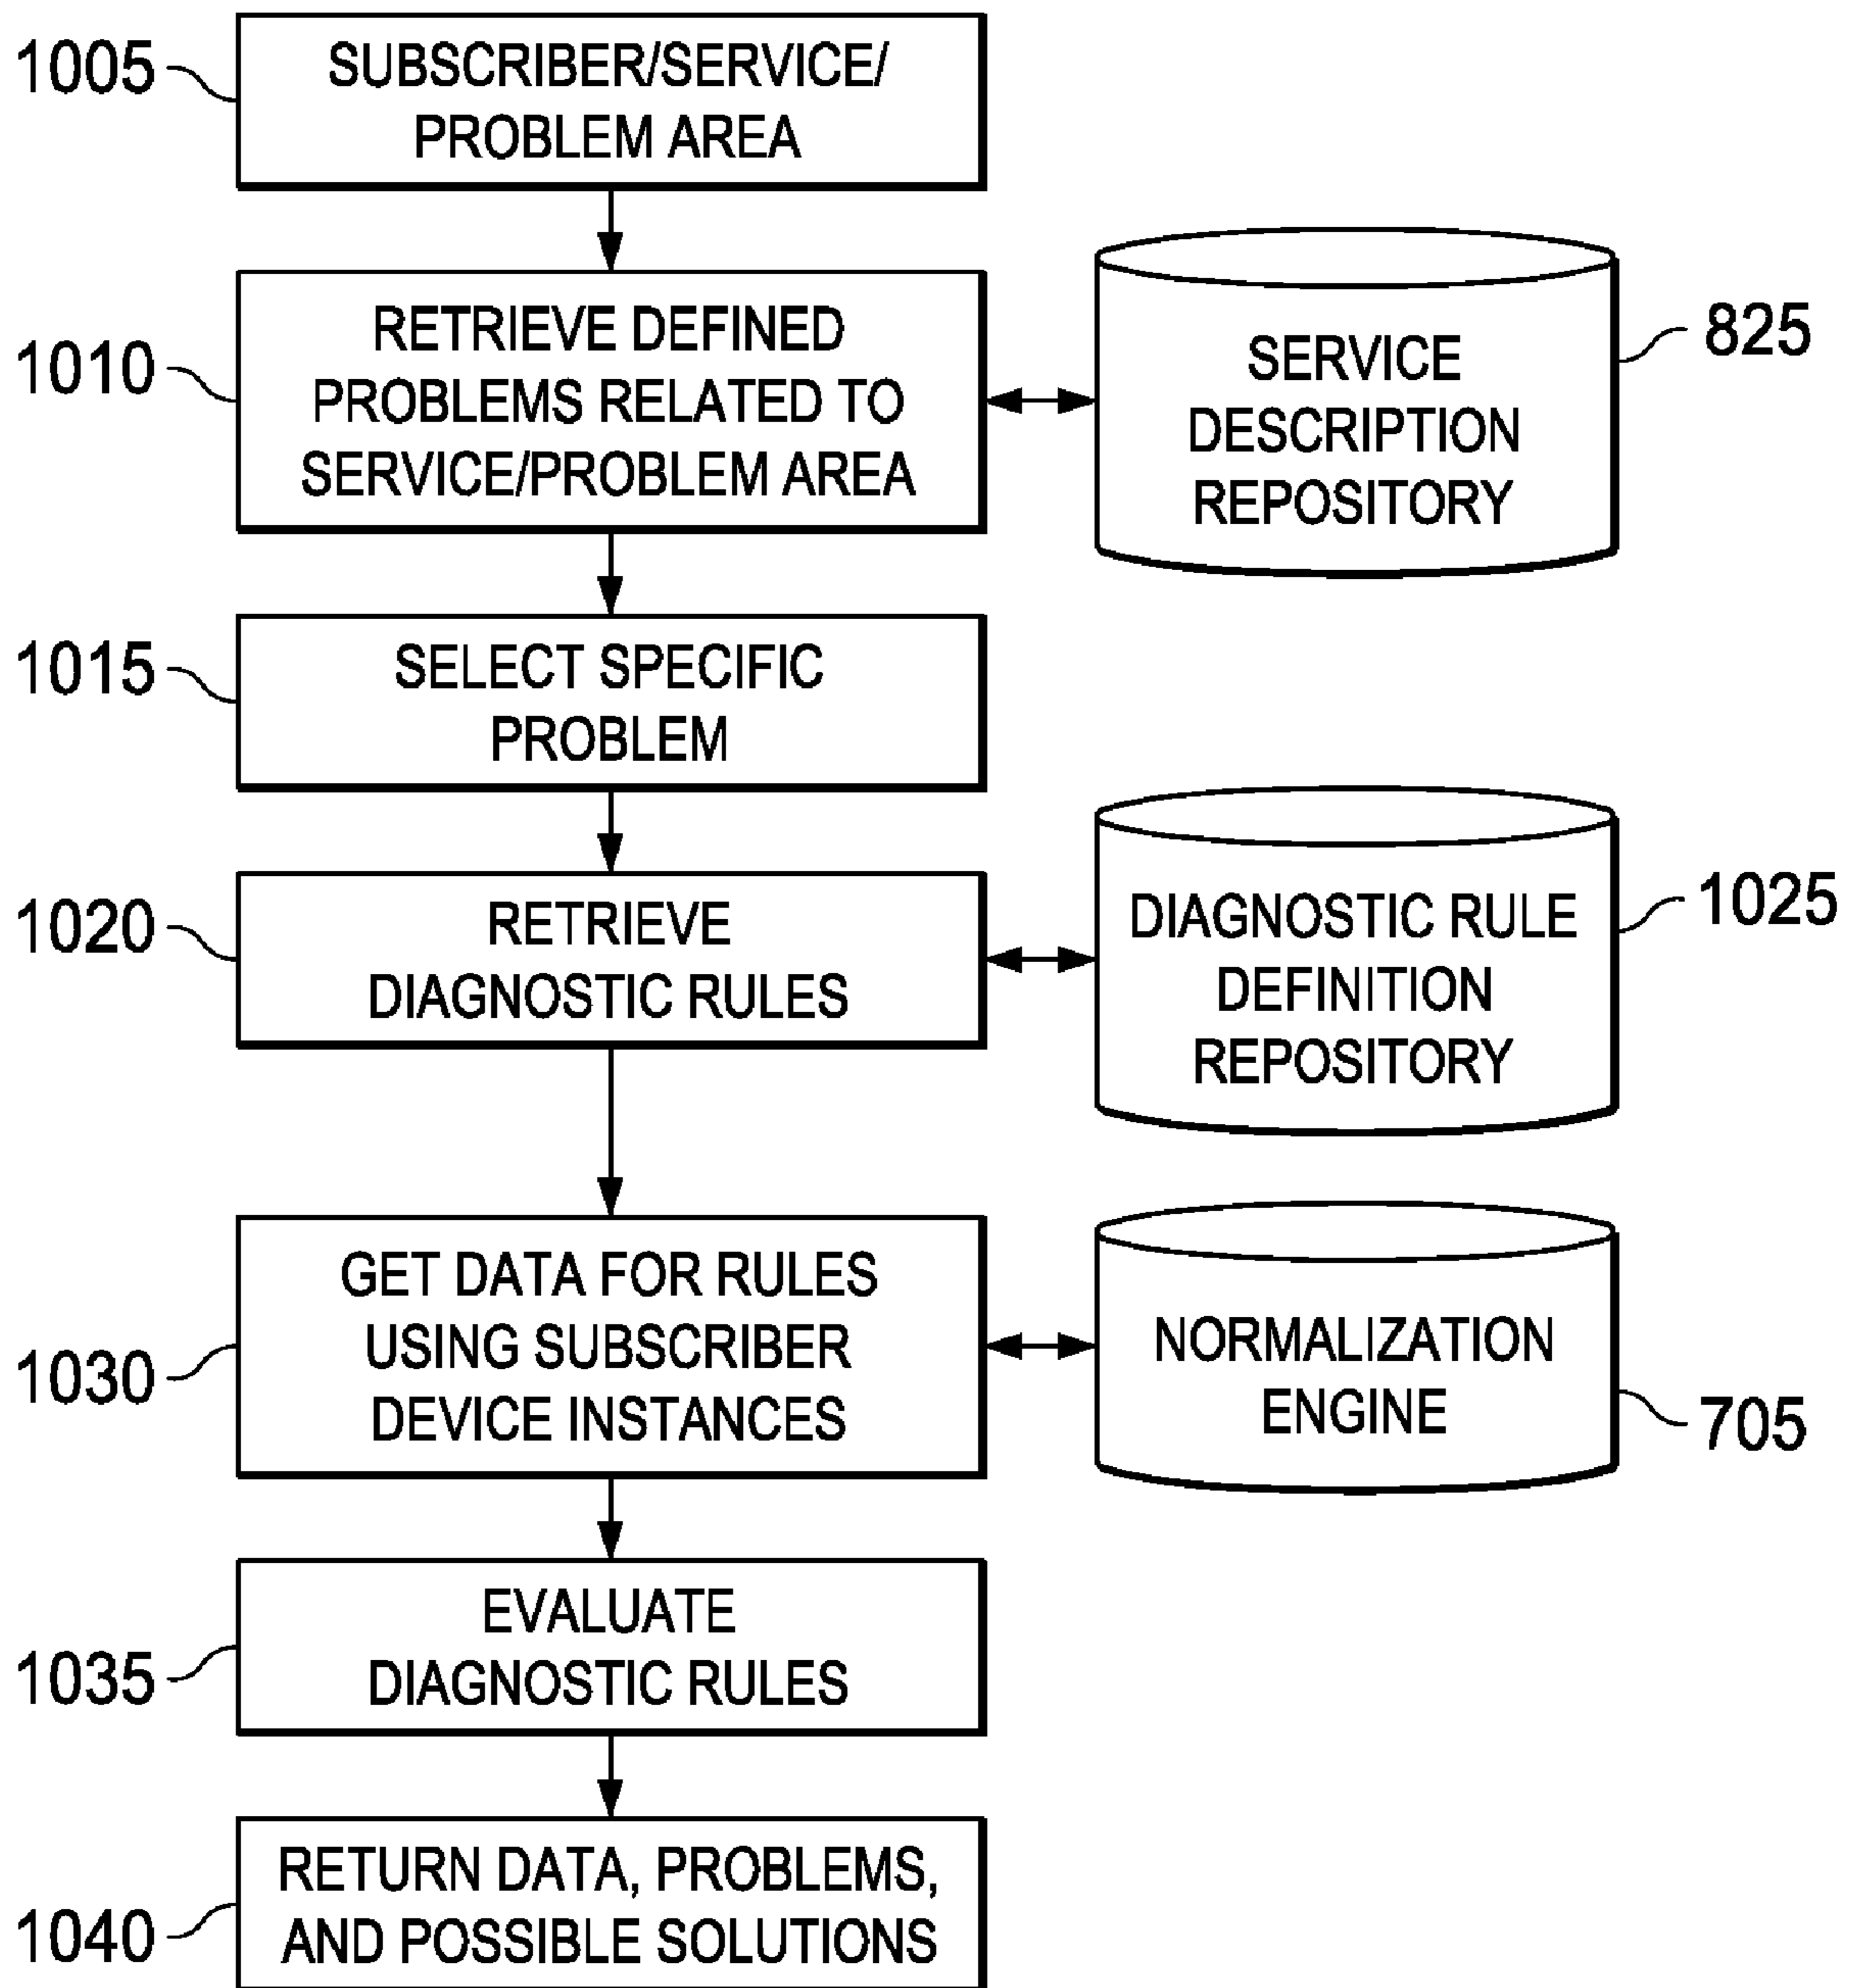 1005
SUBSCRIBER/SERVICE/
PROBLEM AREA
1010
RETRIEVE DEFINED
PROBLEMS RELATED TO
SERVICE/PROBLEM AREA
SERVICE
DESCRIPTION
REPOSITORY
825
1015
SELECT SPECIFIC
PROBLEM
1020
RETRIEVE
DIAGNOSTIC RULES
DIAGNOSTIC RULE
DEFINITION
REPOSITORY
1025
1030
GET DATA FOR RULES
USING SUBSCRIBER
DEVICE INSTANCES
NORMALIZATION
ENGINE
705
1035
EVALUATE
DIAGNOSTIC RULES
1040
RETURN DATA, PROBLEMS,
AND POSSIBLE SOLUTIONS